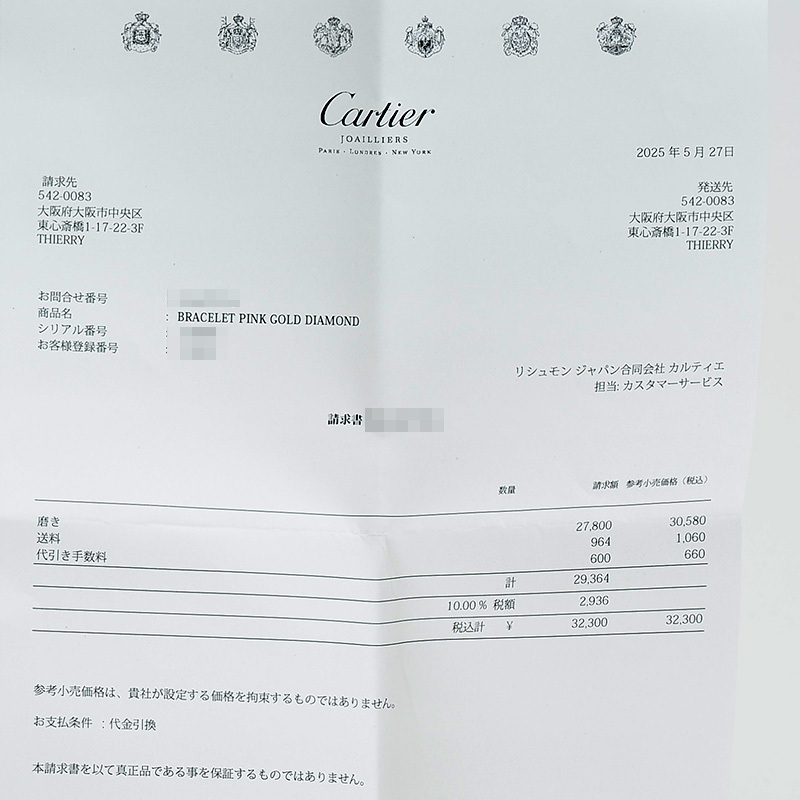 Cartier
JOAILLIERS
PARIS - LONDRES - NEW YORK
2025 年 5 月 27日
請求先
542-0083
大阪府大阪市中央区
東心斎橋1-17-22-3F
THIERRY
発送先
542-0083
大阪府大阪市中央区
東心斎橋1-17-22-3F
THIERRY
お問合せ番号 :
商品名 : BRACELET PINK GOLD DIAMOND
シリアル番号 :
お客様登録番号 :
リシュモン ジャパン合同会社 カルティエ
担当: カスタマーサービス
請求書
数量 請求額 参考小売価格（税込）
磨き 27,800 30,580
送料 964 1,060
代引き手数料 600 660
計 29,364
10.00 % 税額 2,936
税込計 ¥ 32,300 32,300
参考小売価格は、貴社が設定する価格を拘束するものではありません。
お支払条件 : 代金引換
本請求書を以て真正品である事を保証するものではありません。